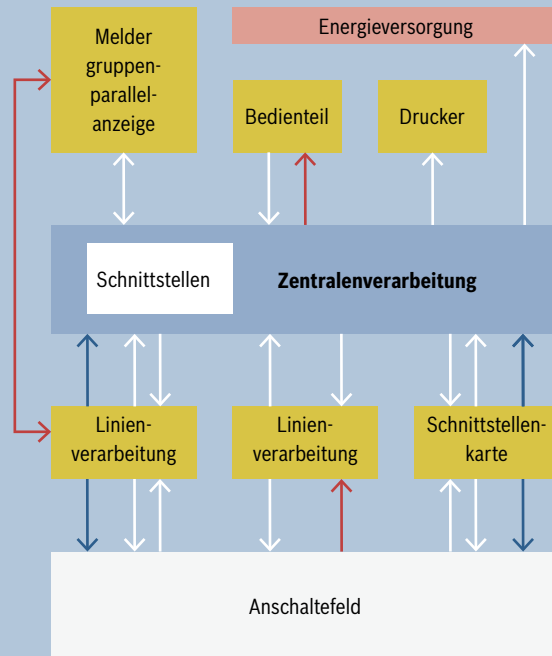 Melder
gruppen-
parallel-
anzeige
Energieversorgung
Bedienteil
Drucker
Schnittstellen
Zentralenverarbeitung
Linien-
verarbeitung
Linien-
verarbeitung
Schnittstellen-
karte
Anschaltefeld